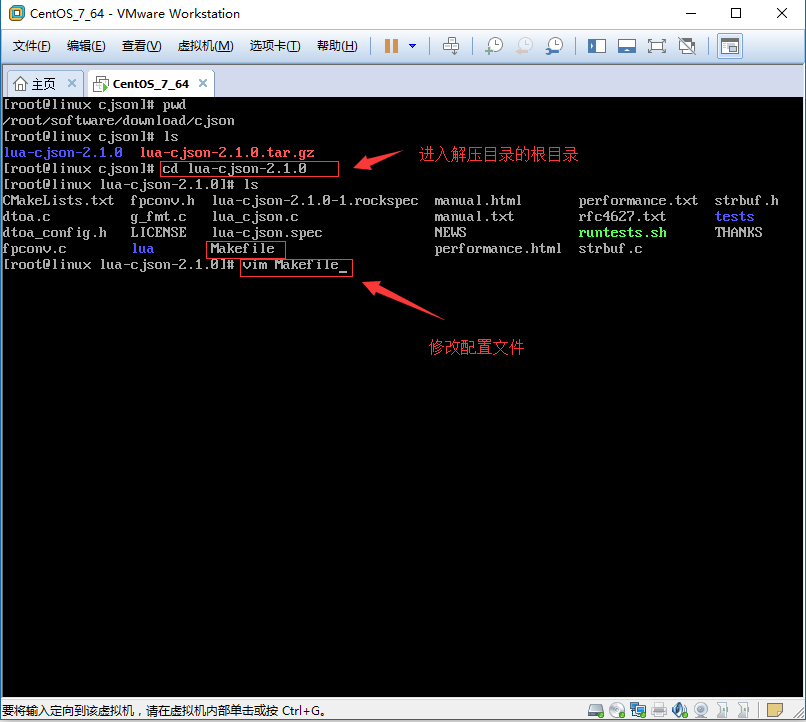 CentOS_7_64 - VMware Workstation
文件(F) 编辑(E) 查看(V) 虚拟机(M) 选项卡(T) 帮助(H)
主页 CentOS_7_64
[root@linux cjson]# pwd
/root/software/download/cjson
[root@linux cjson]# ls
lua-cjson-2.1.0 lua-cjson-2.1.0.tar.gz
进入解压目录的根目录
[root@linux cjson]# cd lua-cjson-2.1.0
[root@linux lua-cjson-2.1.0]# ls
CMakeLists.txt fpconv.h lua-cjson-2.1.0-1.rockspec manual.html performance.txt strbuf.h
dtoa.c g_fmt.c lua_cjson.c manual.txt rfc4627.txt tests
dtoa_config.h LICENSE lua-cjson.spec NEWS runtests.sh THANKS
fpconv.c lua Makefile performance.html strbuf.c
[root@linux lua-cjson-2.1.0]# vim Makefile_
修改配置文件
要将输入定向到该虚拟机，请在虚拟机内部单击或按 Ctrl+G。